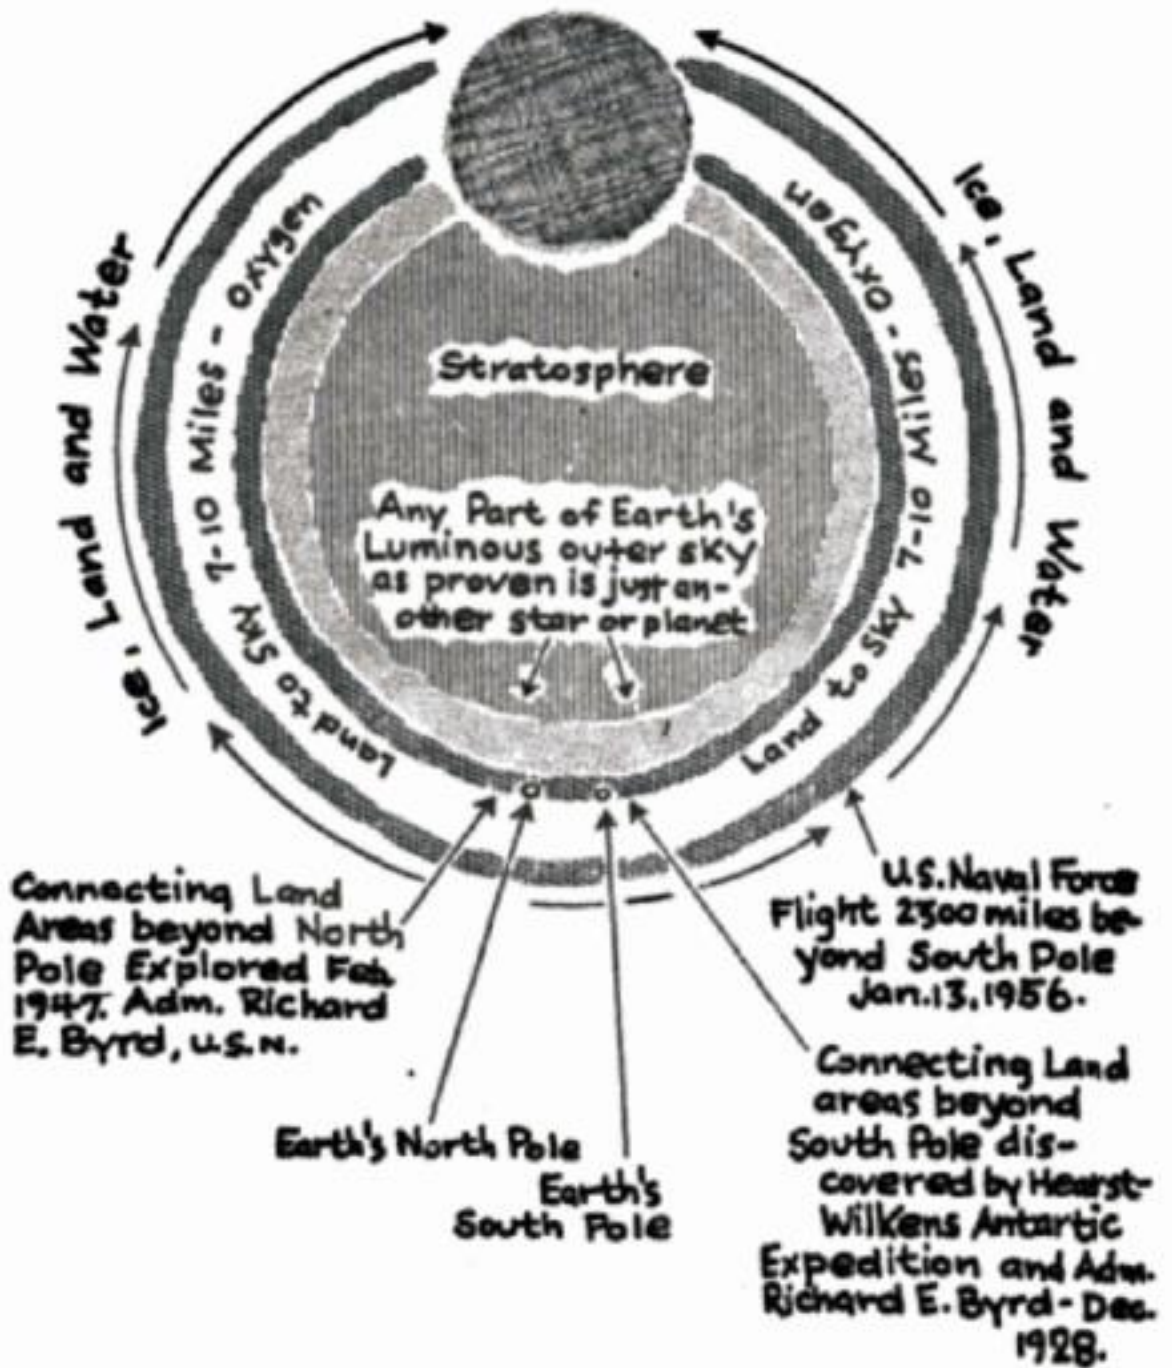 Ice, Land and Water
Land to Sky 7-10 Miles - Oxygen
Ice, Land and Water
Land to Sky 7-10 Miles - Oxygen
Stratosphere
Any Part of Earth's
Luminous outer sky
as proven is just an-
other star or planet
Connecting Land
Areas beyond North
Pole Explored Feb.
1947. Adm. Richard
E. Byrd, U.S.N.
Earth's North Pole
Earth's
South Pole
U.S. Naval Force
Flight 2300 miles be-
yond South Pole
Jan.13,1956.
Connecting Land
areas beyond
South Pole dis-
covered by Hearst-
Wilkens Antartic
Expedition and Adm.
Richard E. Byrd - Dec.
1928.